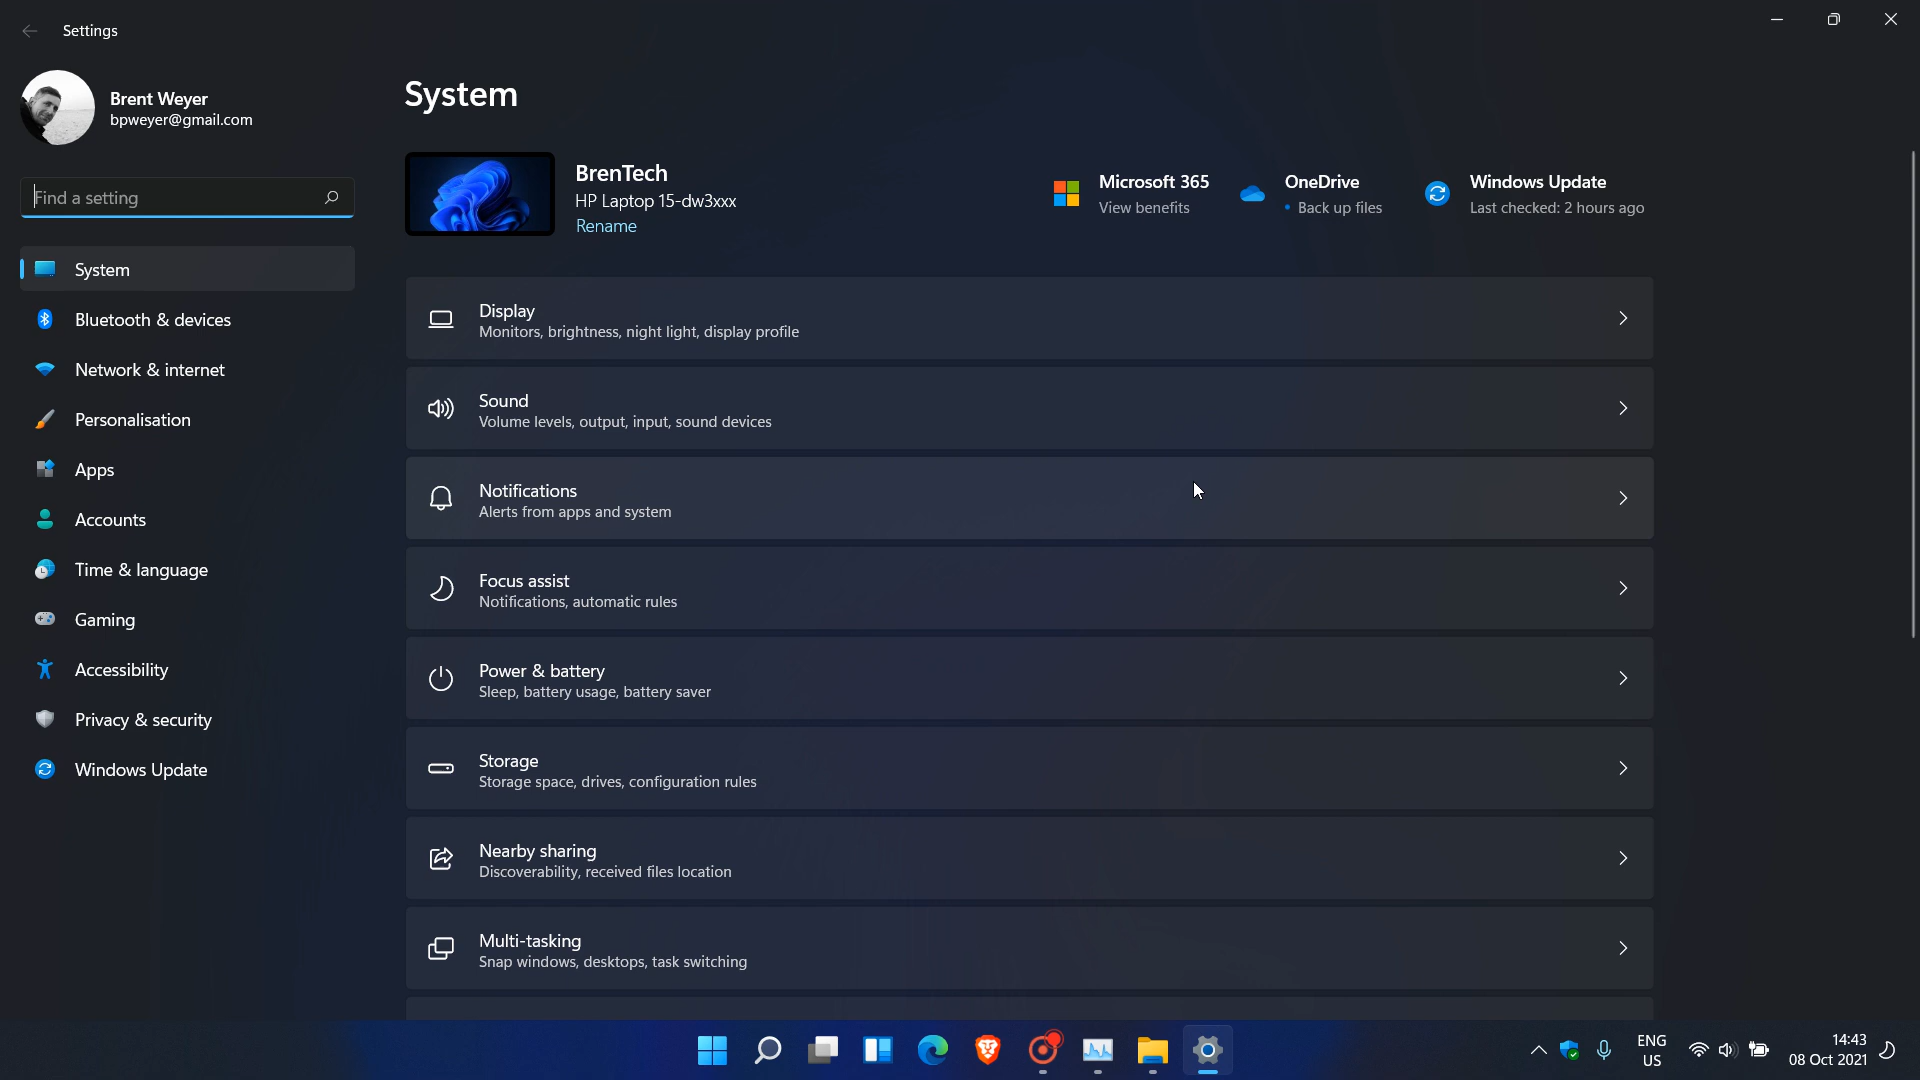 Settings
Brent Weyer
bpweyer@gmail.com
Find a setting
System
Bluetooth & devices
Network & internet
Personalisation
Apps
Accounts
Time & language
Gaming
Accessibility
Privacy & security
Windows Update
System
BrenTech
HP Laptop 15-dw3xxx
Rename
Microsoft 365
View benefits
OneDrive
• Back up files
Windows Update
Last checked: 2 hours ago
Display
Monitors, brightness, night light, display profile
Sound
Volume levels, output, input, sound devices
Notifications
Alerts from apps and system
Focus assist
Notifications, automatic rules
Power & battery
Sleep, battery usage, battery saver
Storage
Storage space, drives, configuration rules
Nearby sharing
Discoverability, received files location
Multi-tasking
Snap windows, desktops, task switching
ENG
US
14:43
08 Oct 2021